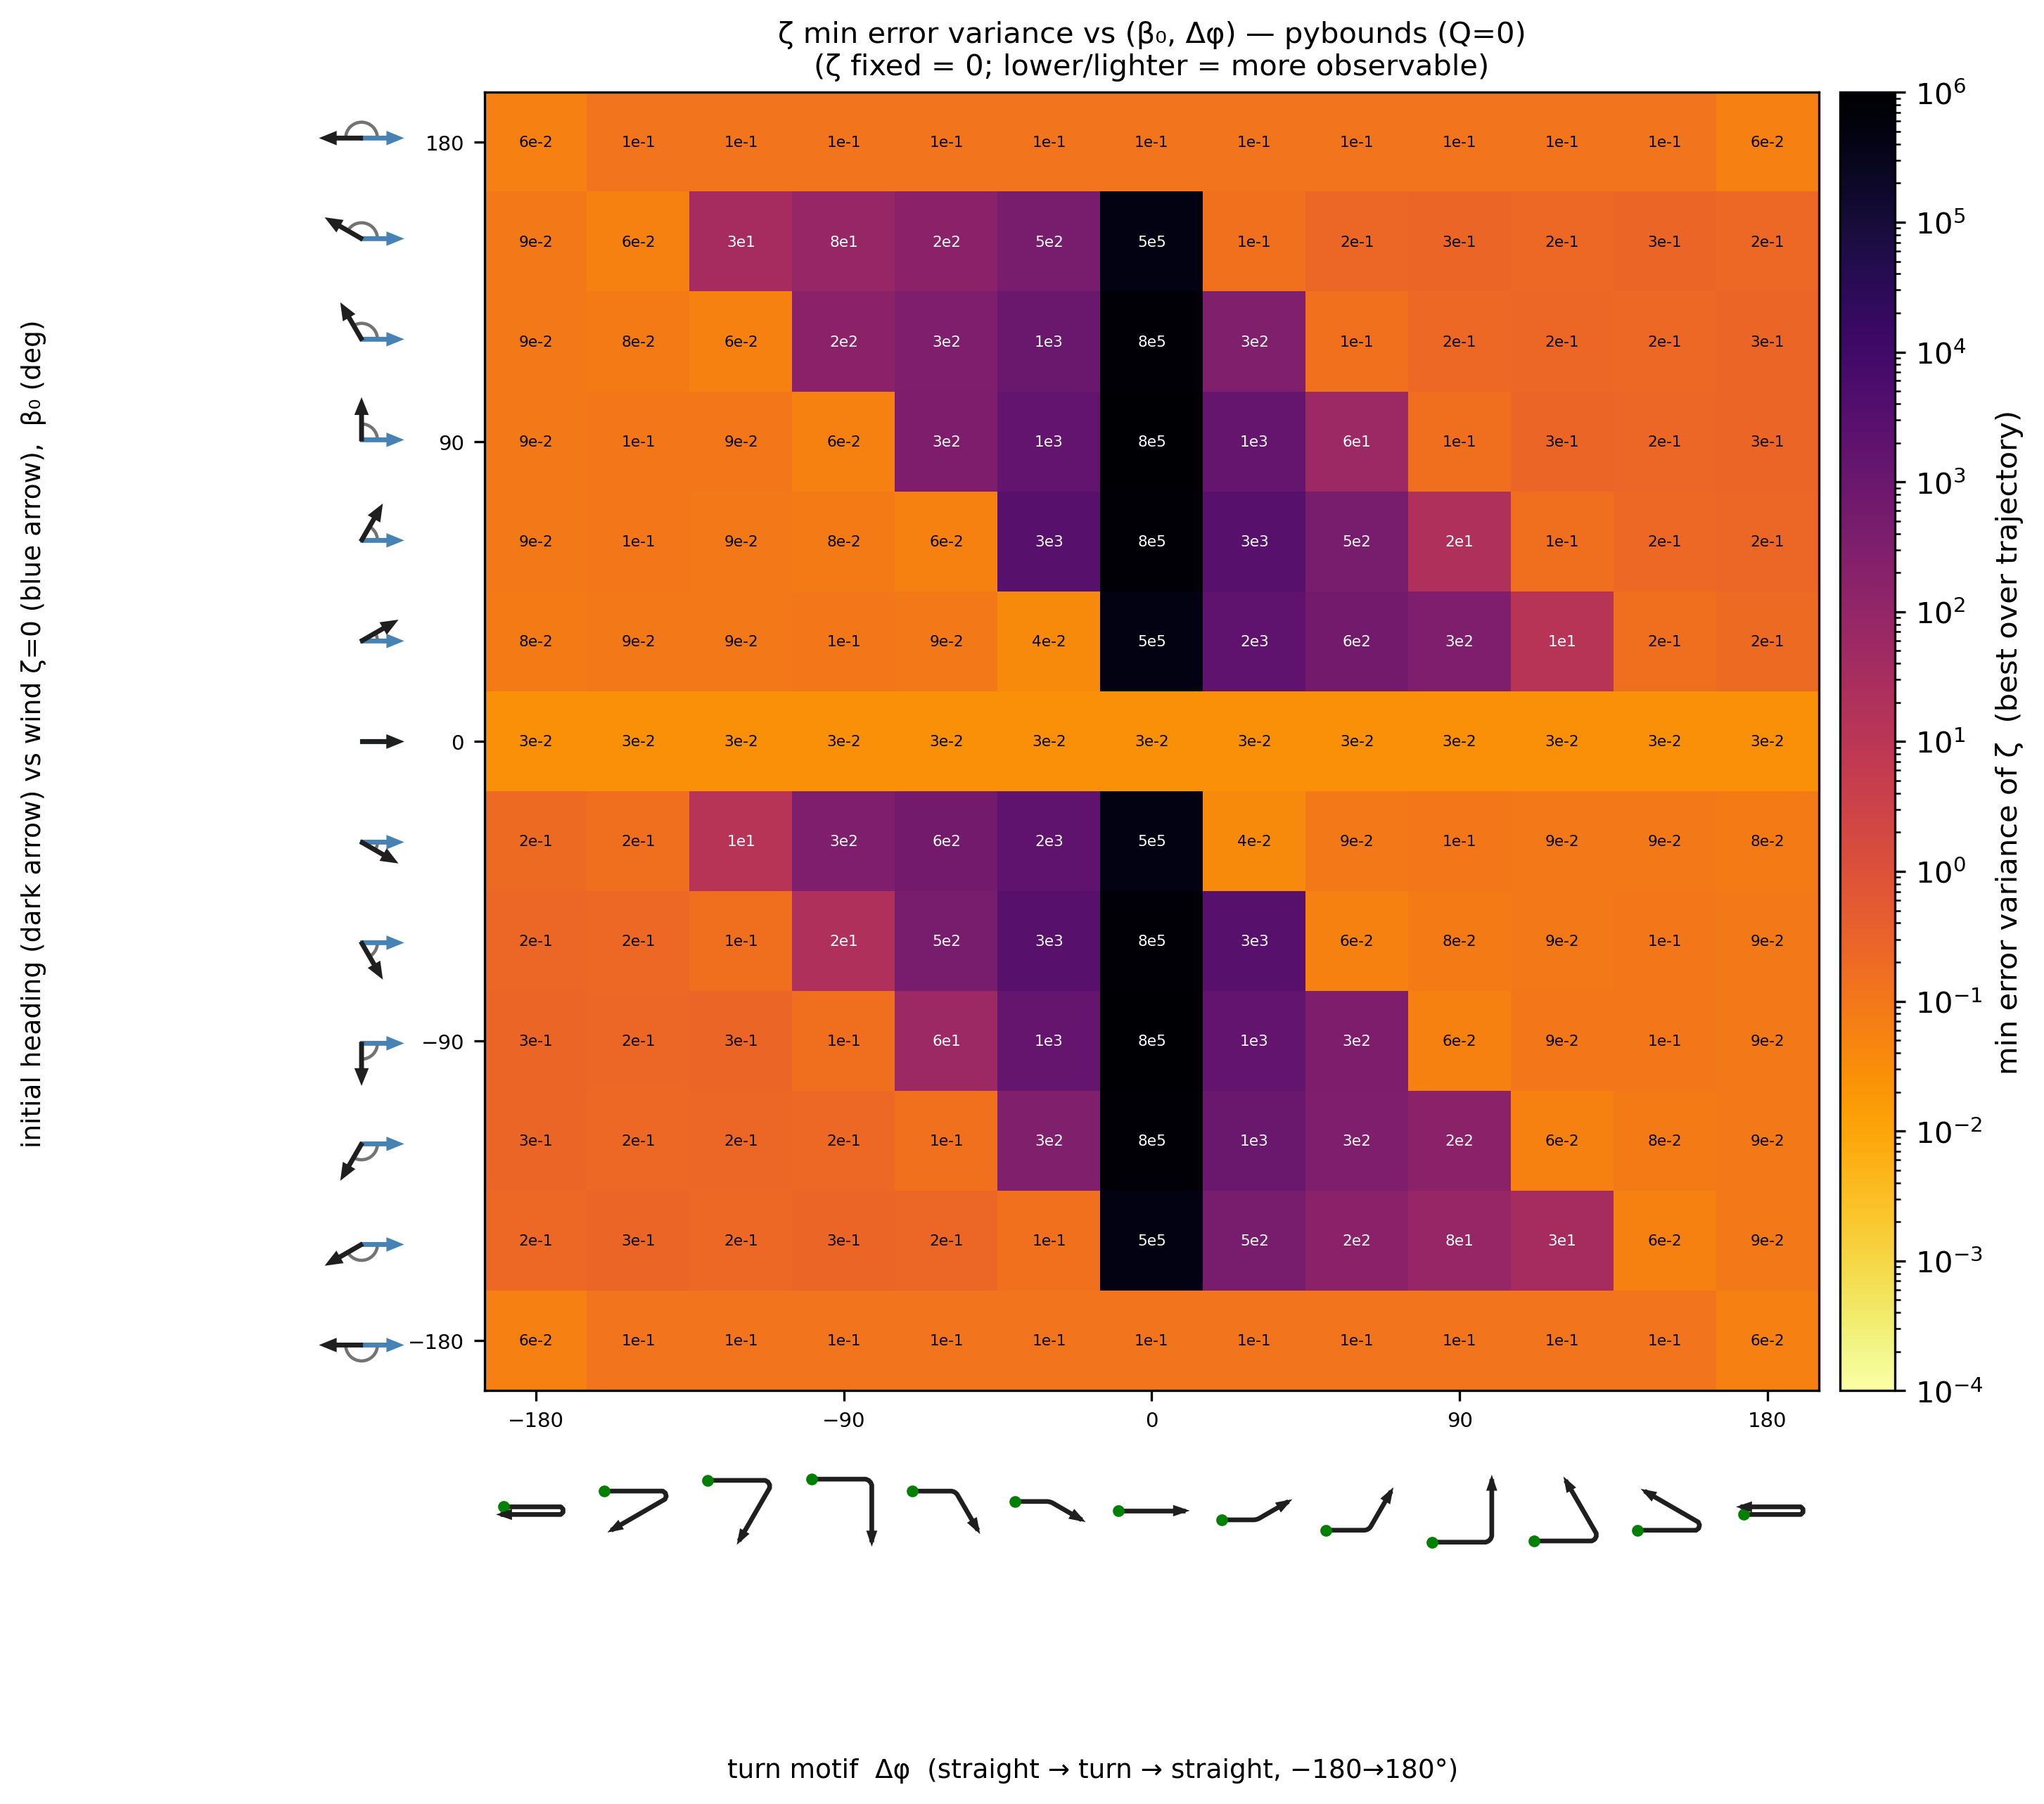 ζ min error variance vs (β₀, Δφ) — pybounds (Q=0)
(ζ fixed = 0; lower/lighter = more observable)
initial heading (dark arrow) vs wind ζ=0 (blue arrow),  β₀ (deg)
180
6e-2 1e-1 1e-1 1e-1 1e-1 1e-1 1e-1 1e-1 1e-1 1e-1 1e-1 1e-1 6e-2
9e-2 6e-2 3e1 8e1 2e2 5e2 5e5 1e-1 2e-1 3e-1 2e-1 3e-1 2e-1
9e-2 8e-2 6e-2 2e2 3e2 1e3 8e5 3e2 1e-1 2e-1 2e-1 2e-1 3e-1
90
9e-2 1e-1 9e-2 6e-2 3e2 1e3 8e5 1e3 6e1 1e-1 3e-1 2e-1 3e-1
9e-2 1e-1 9e-2 8e-2 6e-2 3e3 8e5 3e3 5e2 2e1 1e-1 2e-1 2e-1
8e-2 9e-2 9e-2 1e-1 9e-2 4e-2 5e5 2e3 6e2 3e2 1e1 2e-1 2e-1
0
3e-2 3e-2 3e-2 3e-2 3e-2 3e-2 3e-2 3e-2 3e-2 3e-2 3e-2 3e-2 3e-2
2e-1 2e-1 1e1 3e2 6e2 2e3 5e5 4e-2 9e-2 1e-1 9e-2 9e-2 8e-2
2e-1 2e-1 1e-1 2e1 5e2 3e3 8e5 3e3 6e-2 8e-2 9e-2 1e-1 9e-2
−90
3e-1 2e-1 3e-1 1e-1 6e1 1e3 8e5 1e3 3e2 6e-2 9e-2 1e-1 9e-2
3e-1 2e-1 2e-1 2e-1 1e-1 3e2 8e5 1e3 3e2 2e2 6e-2 8e-2 9e-2
2e-1 3e-1 2e-1 3e-1 2e-1 1e-1 5e5 5e2 2e2 8e1 3e1 6e-2 9e-2
−180
6e-2 1e-1 1e-1 1e-1 1e-1 1e-1 1e-1 1e-1 1e-1 1e-1 1e-1 1e-1 6e-2
−180 −90 0 90 180
turn motif  Δφ  (straight → turn → straight, −180→180°)
10⁶
10⁵
10⁴
10³
10²
10¹
10⁰
10⁻¹
10⁻²
10⁻³
10⁻⁴
min error variance of ζ  (best over trajectory)